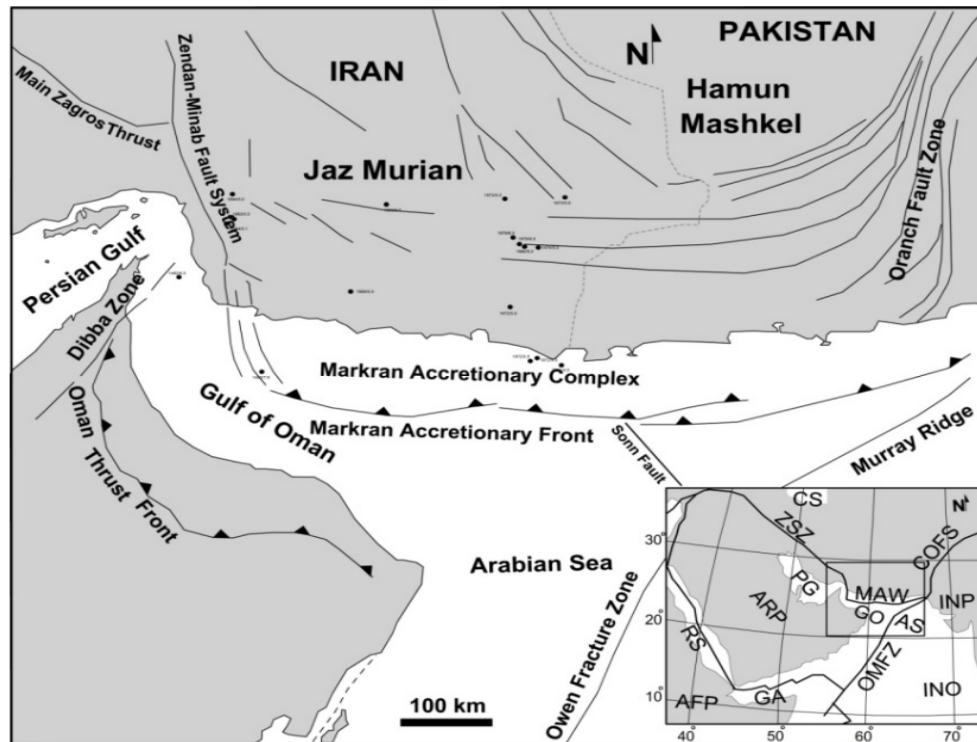 PAKISTAN
IRAN
N
Hamun
Mashkel
Main Zagros Thrust
Zendan-Minab Fault System
Jaz Murian
Oranch Fault Zone
Persian Gulf
Dibba Zone
Markran Accretionary Complex
Gulf of Oman
Markran Accretionary Front
Oman Thrust Front
Sonn Fault
Murray Ridge
Arabian Sea
Owen Fracture Zone
100 km
CS
N
ZSZ
COFS
30°
PG
MAW
INP
ARP
GO
AS
20°
RS
OMFZ
INO
10°
AFP
GA
40°
50°
60°
70°